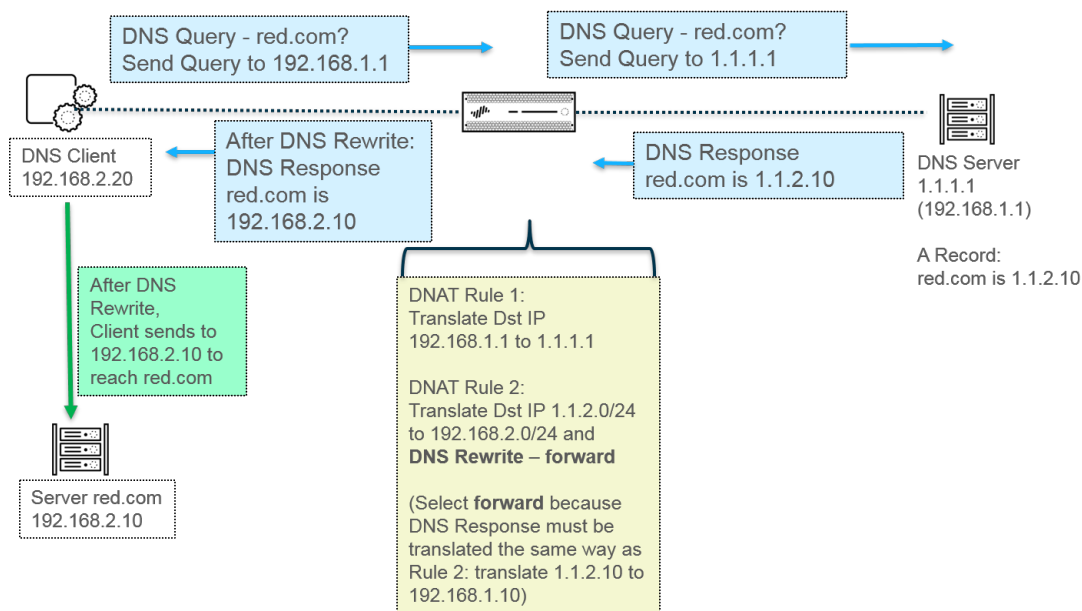 DNS Query - red.com?
Send Query to 192.168.1.1
DNS Query - red.com?
Send Query to 1.1.1.1
DNS Client
192.168.2.20
After DNS Rewrite:
DNS Response
red.com is
192.168.2.10
DNS Response
red.com is 1.1.2.10
DNS Server
1.1.1.1
(192.168.1.1)
A Record:
red.com is 1.1.2.10
After DNS
Rewrite,
Client sends to
192.168.2.10 to
reach red.com
DNAT Rule 1:
Translate Dst IP
192.168.1.1 to 1.1.1.1
DNAT Rule 2:
Translate Dst IP 1.1.2.0/24
to 192.168.2.0/24 and
DNS Rewrite – forward
(Select forward because
DNS Response must be
translated the same way as
Rule 2: translate 1.1.2.10 to
192.168.1.10)
Server red.com
192.168.2.10